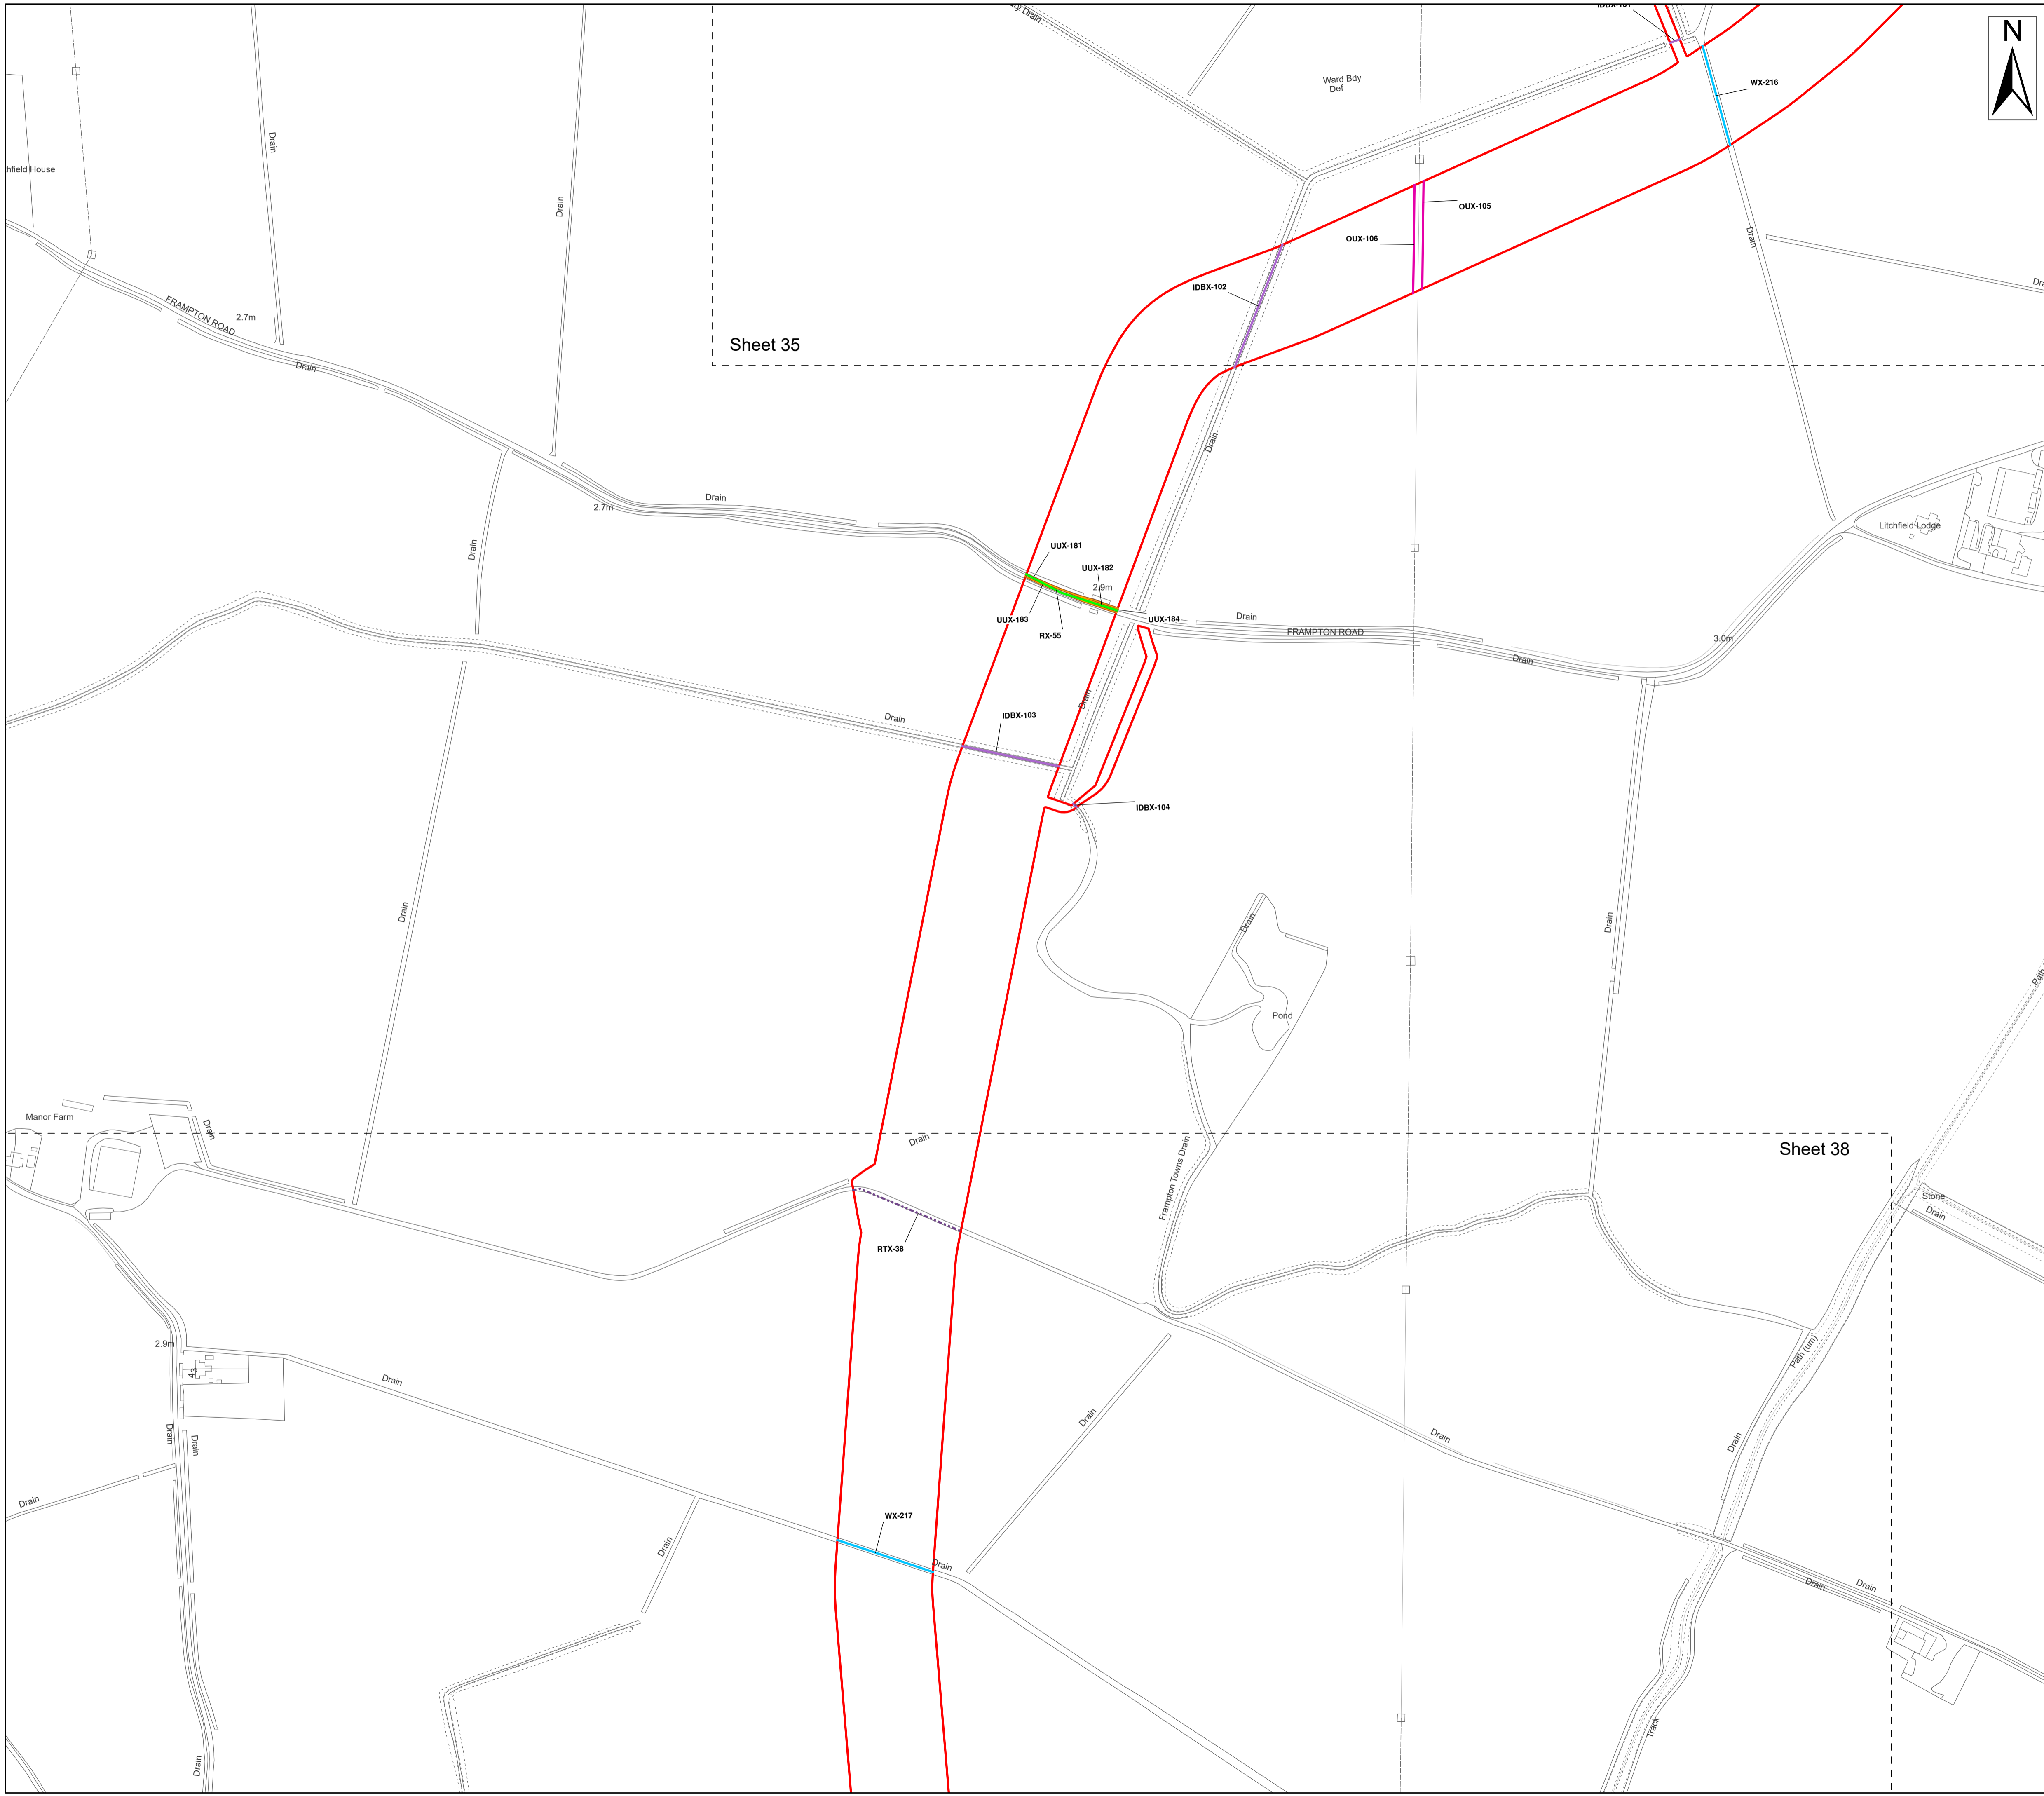 IDBX-101
N
WX-216
Ward Bdy
Def
Drain
hfield House
Drain
OUX-105
OUX-106
Drain
IDBX-102
FRAMPTON ROAD
2.7m
Sheet 35
Drain
Drain
Drain
2.7m
Litchfield Lodge
Drain
UUX-181
UUX-182
2.9m
UUX-183
RX-55
UUX-184
Drain
FRAMPTON ROAD
3.0m
Drain
Drain
Drain
IDBX-103
IDBX-104
Drain
Drain
Drain
Pond
Path
Manor Farm
Drain
Drain
Sheet 38
Frampton Towns Drain
Stone
Drain
RTX-38
2.9m
43
Drain
Path (um)
Drain
Drain
Drain
Drain
Drain
Drain
WX-217
Drain
Drain
Drain
Drain
Drain
Track
Drain